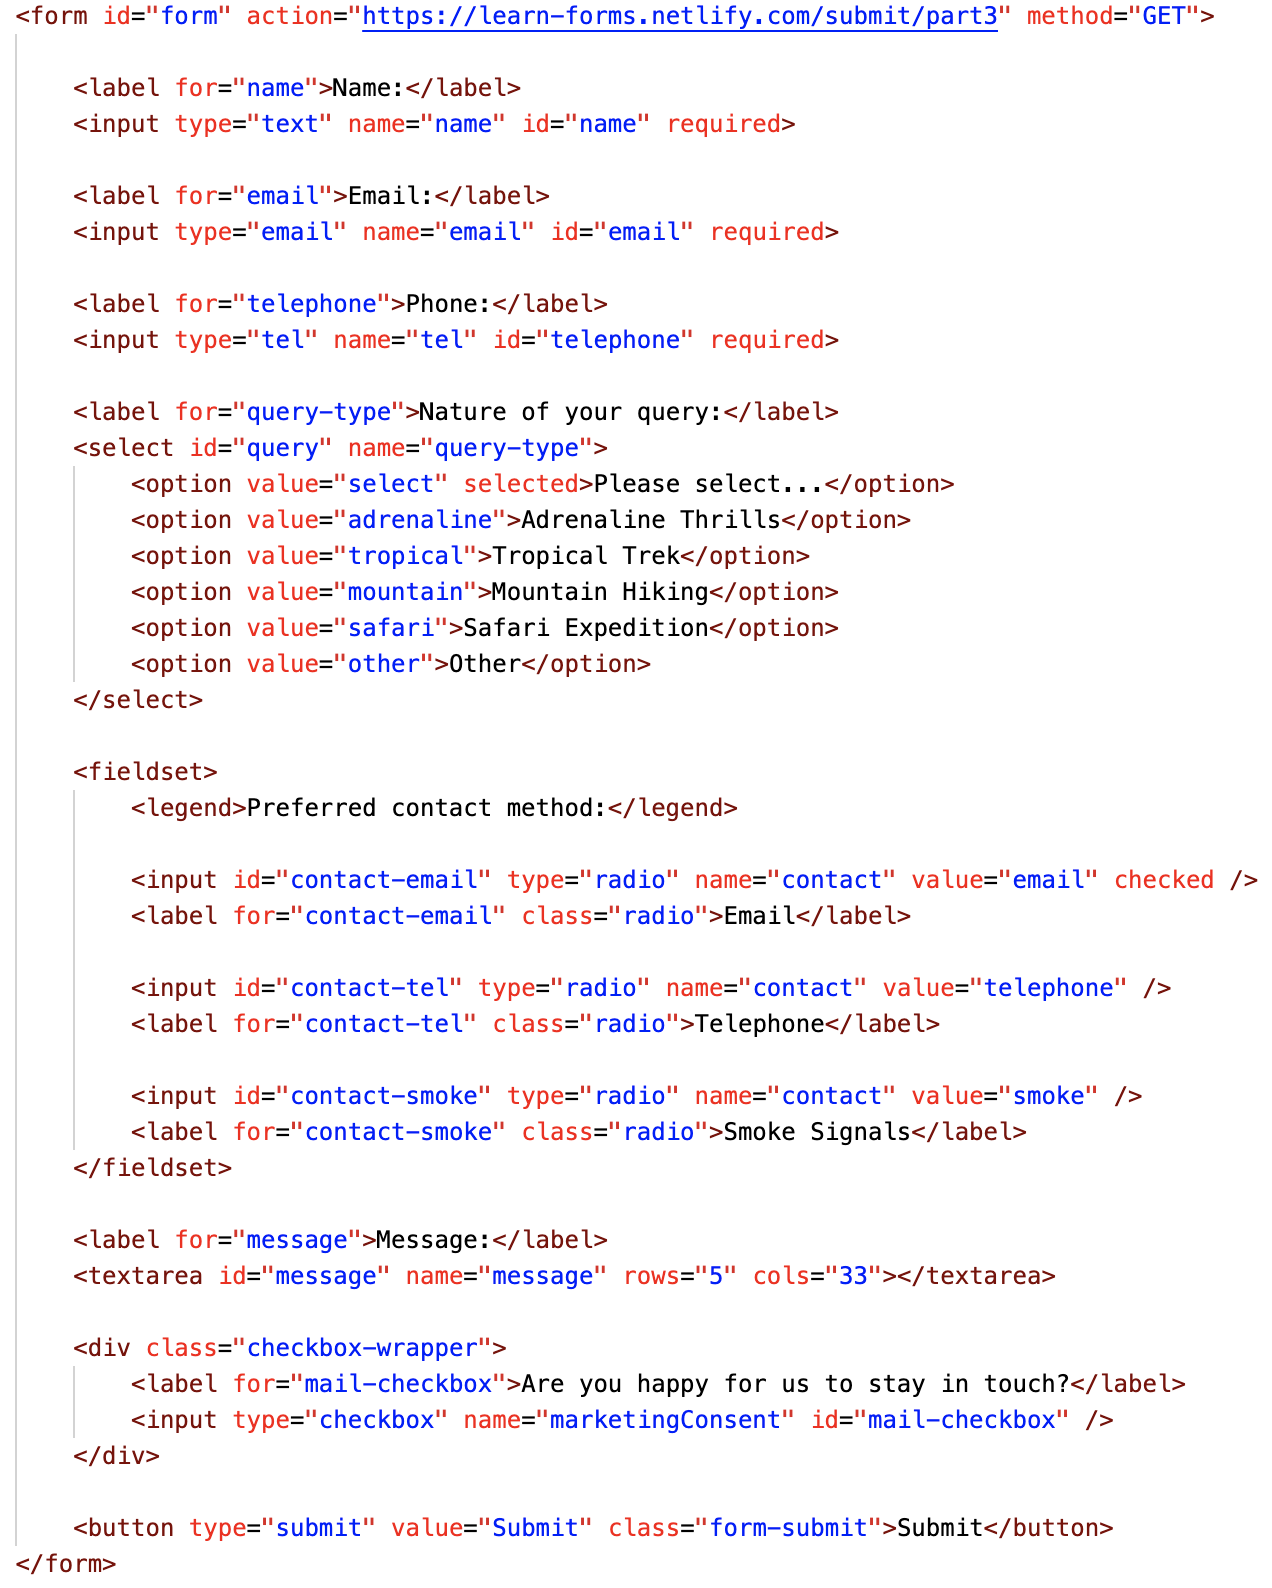 <form id="form" action="https://learn-forms.netlify.com/submit/part3" method="GET">
<label for="name">Name:</label>
<input type="text" name="name" id="name" required>
<label for="email">Email:</label>
<input type="email" name="email" id="email" required>
<label for="telephone">Phone:</label>
<input type="tel" name="tel" id="telephone" required>
<label for="query-type">Nature of your query:</label>
<select id="query" name="query-type">
<option value="select" selected>Please select...</option>
<option value="adrenaline">Adrenaline Thrills</option>
<option value="tropical">Tropical Trek</option>
<option value="mountain">Mountain Hiking</option>
<option value="safari">Safari Expedition</option>
<option value="other">Other</option>
</select>
<fieldset>
<legend>Preferred contact method:</legend>
<input id="contact-email" type="radio" name="contact" value="email" checked />
<label for="contact-email" class="radio">Email</label>
<input id="contact-tel" type="radio" name="contact" value="telephone" />
<label for="contact-tel" class="radio">Telephone</label>
<input id="contact-smoke" type="radio" name="contact" value="smoke" />
<label for="contact-smoke" class="radio">Smoke Signals</label>
</fieldset>
<label for="message">Message:</label>
<textarea id="message" name="message" rows="5" cols="33"></textarea>
<div class="checkbox-wrapper">
<label for="mail-checkbox">Are you happy for us to stay in touch?</label>
<input type="checkbox" name="marketingConsent" id="mail-checkbox" />
</div>
<button type="submit" value="Submit" class="form-submit">Submit</button>
</form>